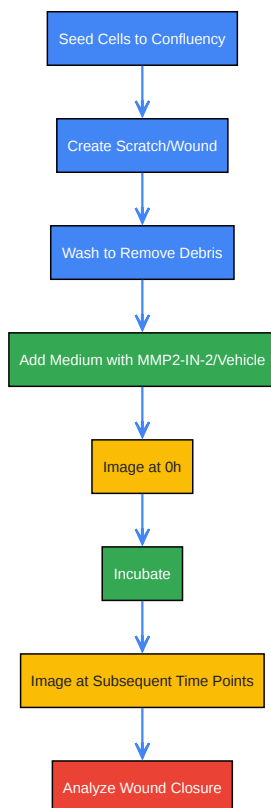 Seed Cells to Confluency
Create Scratch/Wound
Wash to Remove Debris
Add Medium with MMP2-IN-2/Vehicle
Image at 0h
Incubate
Image at Subsequent Time Points
Analyze Wound Closure